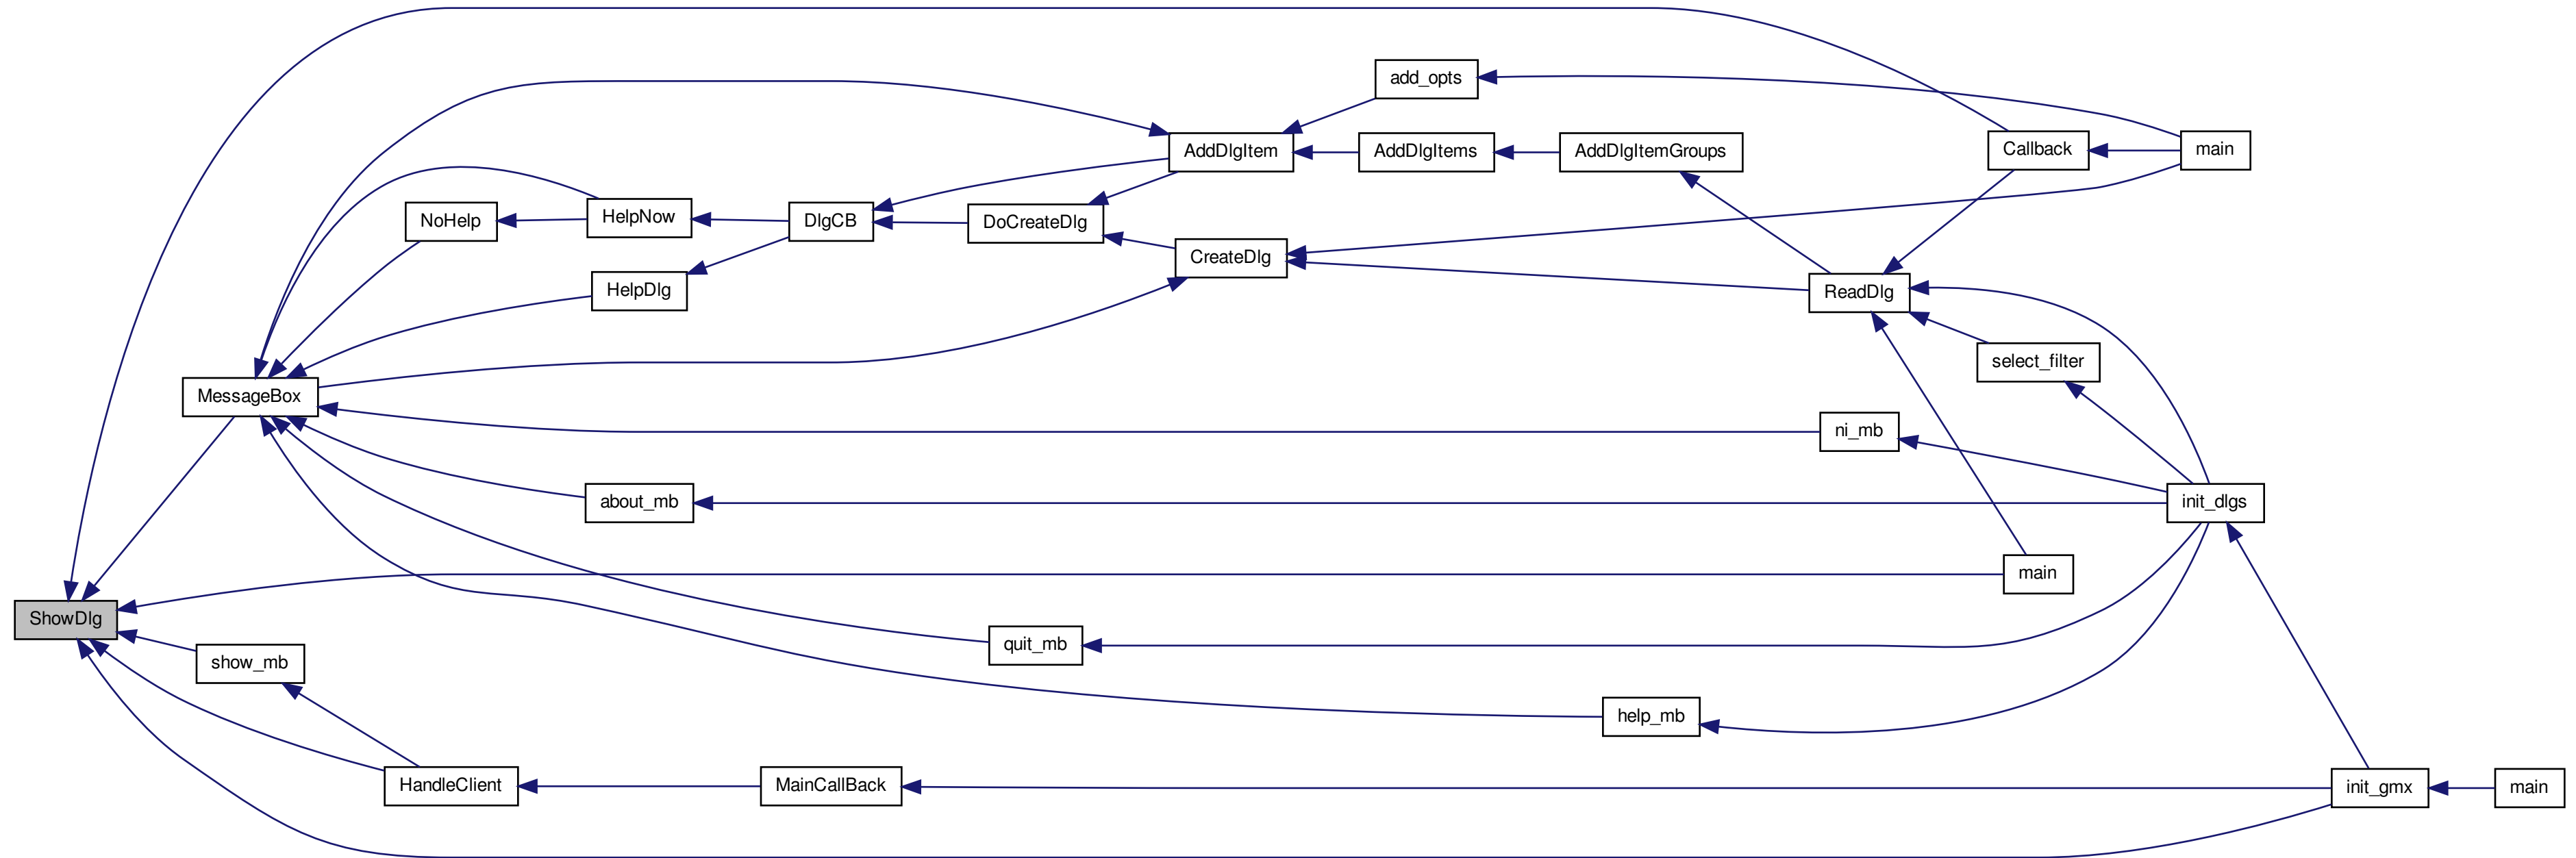 add_opts
AddDlgItem
AddDlgItems
AddDlgItemGroups
Callback
main
NoHelp
HelpNow
DlgCB
DoCreateDlg
CreateDlg
HelpDlg
ReadDlg
select_filter
MessageBox
ni_mb
about_mb
init_dlgs
main
ShowDlg
quit_mb
show_mb
help_mb
HandleClient
MainCallBack
init_gmx
main